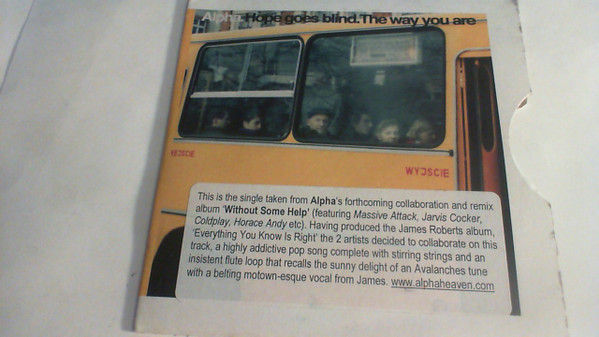 Alpha-Hope goes blind.The way you are
WYJSCIE
WYJSCIE
This is the single taken from Alpha's forthcoming collaboration and remix
album 'Without Some Help' (featuring Massive Attack, Jarvis Cocker,
Coldplay, Horace Andy etc). Having produced the James Roberts album,
'Everything You Know Is Right' the 2 artists decided to collaborate on this
track, a highly addictive pop song complete with stirring strings and an
insistent flute loop that recalls the sunny delight of an Avalanches tune
with a belting motown-esque vocal from James. www.alphaheaven.com